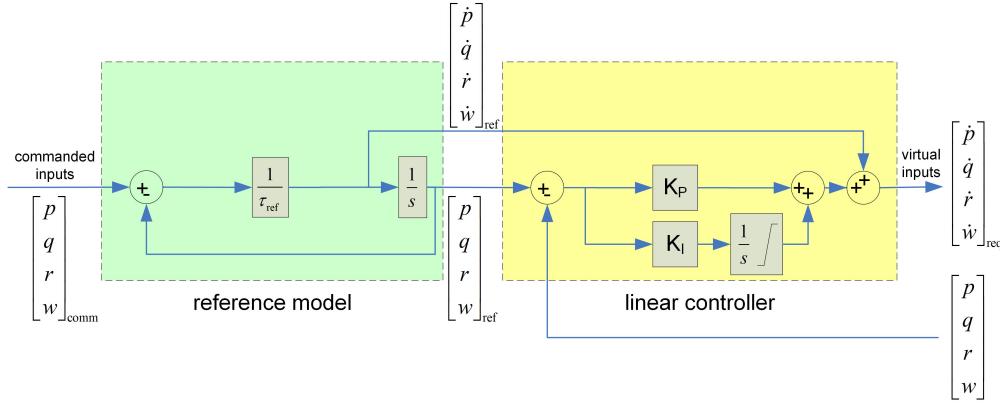 ṗ
q̇
ṙ
ẇ
ref
commanded
inputs
+-
1
τref
1
s
+-
KP
KI
1
s
++
++
virtual
inputs
ṗ
q̇
ṙ
ẇ
req
p
q
r
w
comm
reference model
p
q
r
w
ref
linear controller
p
q
r
w